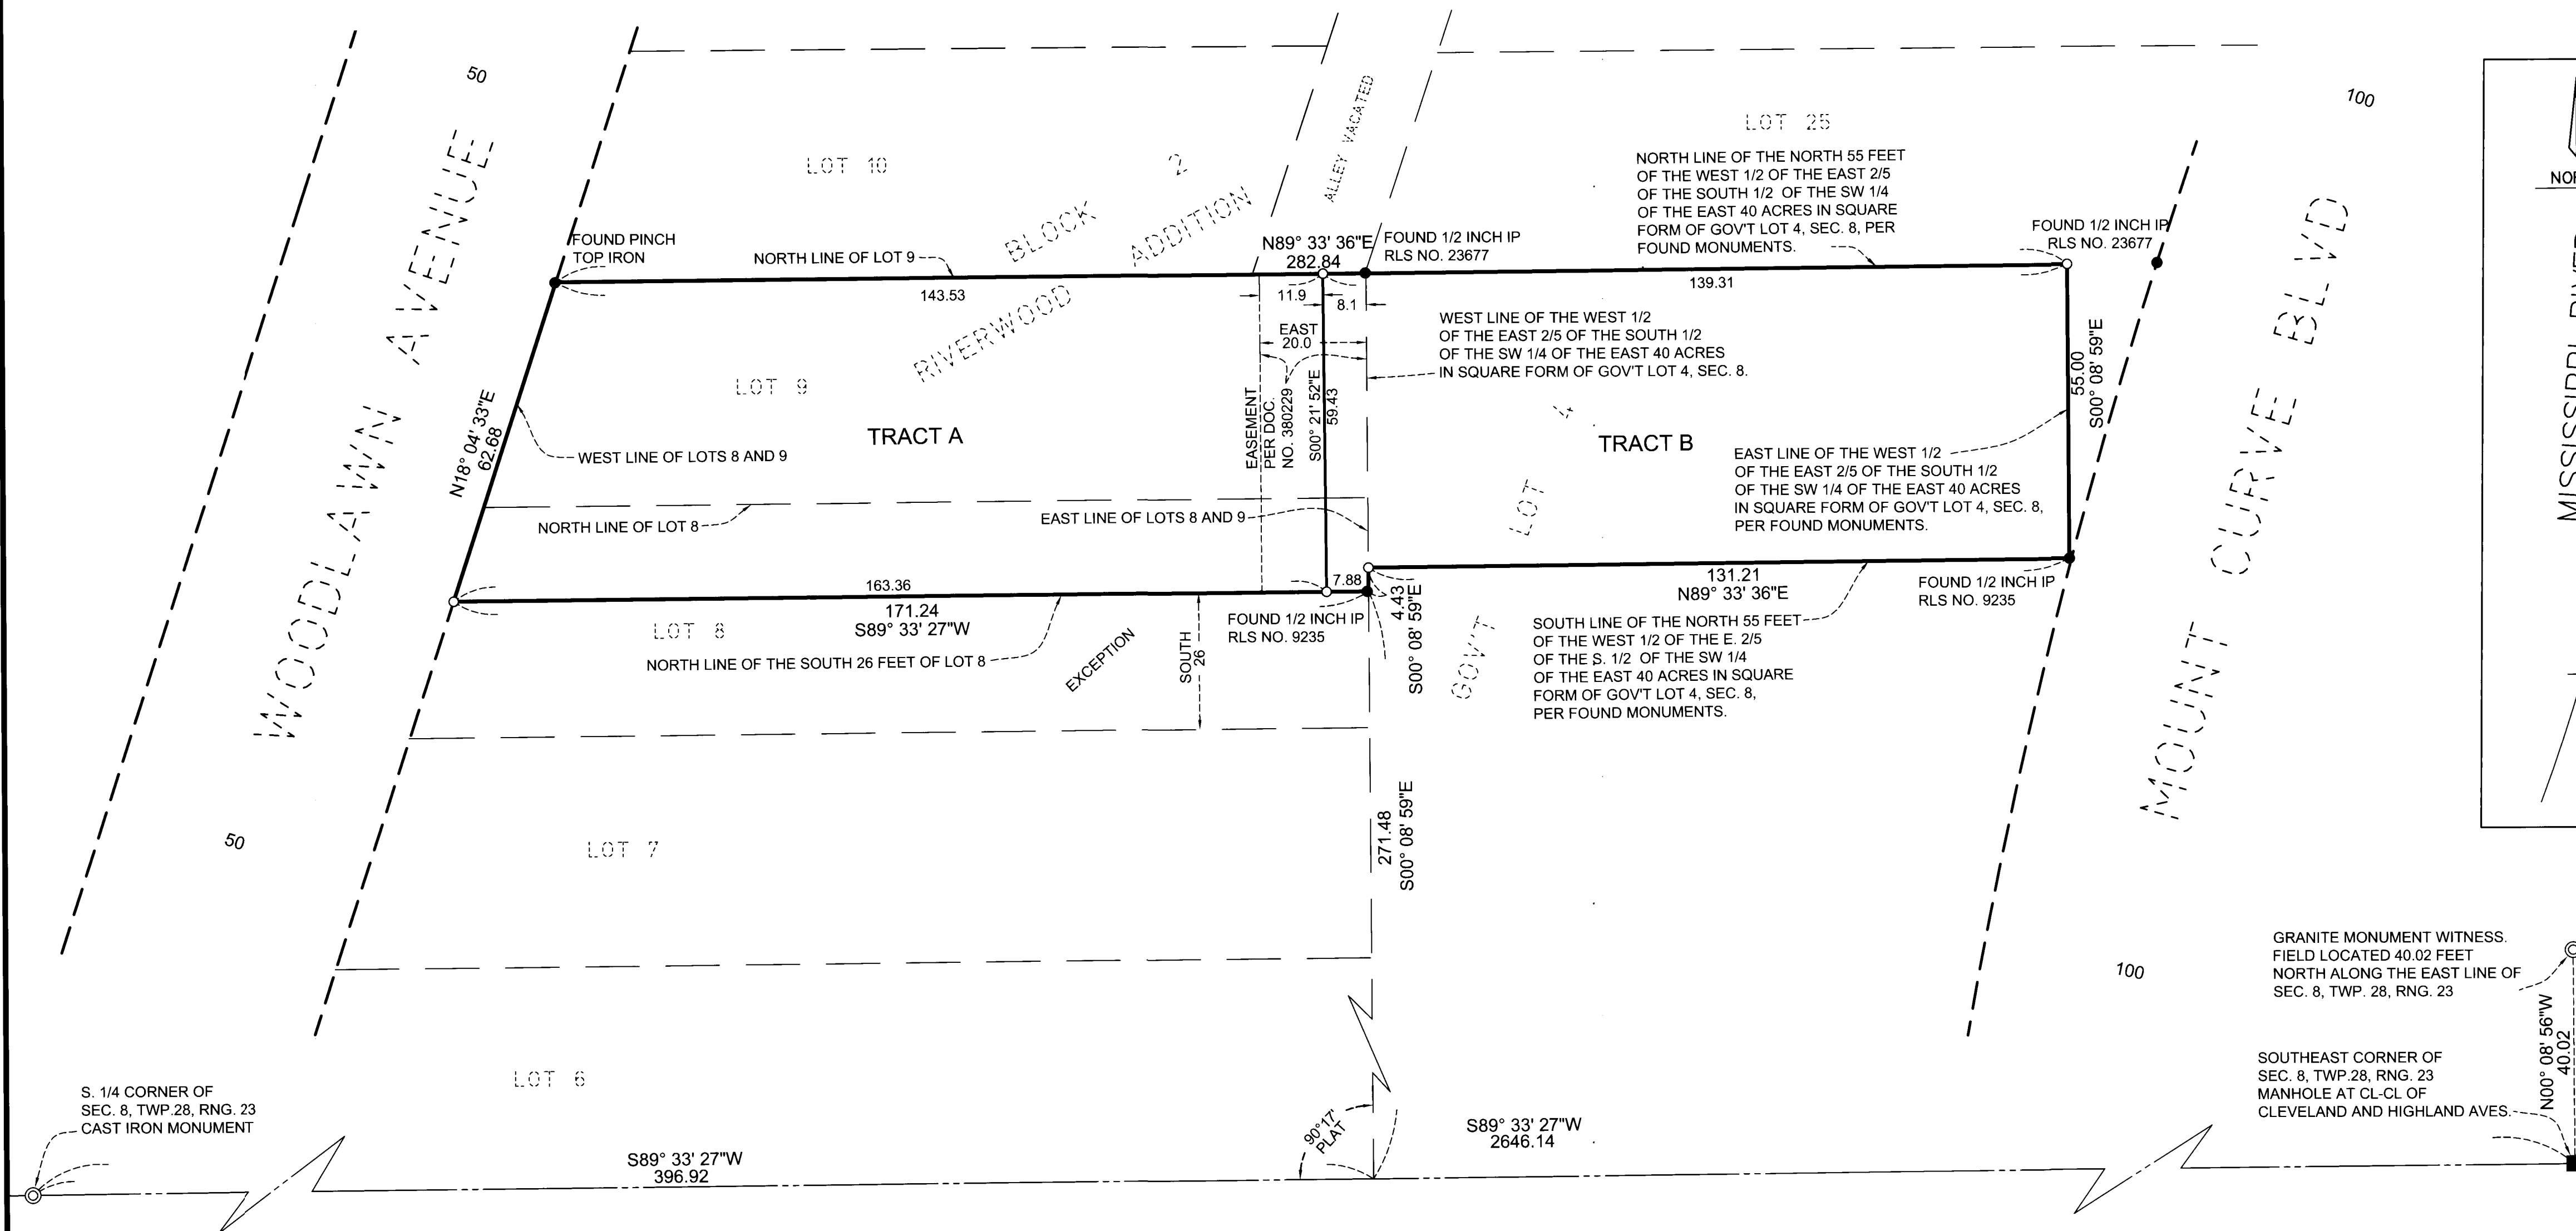 50
100
WOODLAWN AVENUE
LOT 10
BLOCK 2
RIVERWOOD ADDITION
ALLEY VACATED
LOT 25
NORTH LINE OF THE NORTH 55 FEET
OF THE WEST 1/2 OF THE EAST 2/5
OF THE SOUTH 1/2 OF THE SW 1/4
OF THE EAST 40 ACRES IN SQUARE
FORM OF GOV'T LOT 4, SEC. 8, PER
FOUND MONUMENTS.
FOUND PINCH
TOP IRON
NORTH LINE OF LOT 9
N89° 33' 36"E
282.84
FOUND 1/2 INCH IP
RLS NO. 23677
FOUND 1/2 INCH IP
RLS NO. 23677
143.53
11.9
8.1
139.31
EAST
20.0
WEST LINE OF THE WEST 1/2
OF THE EAST 2/5 OF THE SOUTH 1/2
OF THE SW 1/4 OF THE EAST 40 ACRES
IN SQUARE FORM OF GOV'T LOT 4, SEC. 8.
55.00
S00° 08' 59"E
MOUNT CURVE BLVD
LOT 9
TRACT A
N18° 04' 33"E
62.68
WEST LINE OF LOTS 8 AND 9
EASEMENT
PER DOC.
NO. 380229
S00° 21' 52"E
59.43
GOV'T LOT 4
TRACT B
EAST LINE OF THE WEST 1/2
OF THE EAST 2/5 OF THE SOUTH 1/2
OF THE SW 1/4 OF THE EAST 40 ACRES
IN SQUARE FORM OF GOV'T LOT 4, SEC. 8,
PER FOUND MONUMENTS.
NORTH LINE OF LOT 8
EAST LINE OF LOTS 8 AND 9
163.36
7.88
171.24
S89° 33' 27"W
LOT 8
NORTH LINE OF THE SOUTH 26 FEET OF LOT 8
EXCEPTION
SOUTH
26
FOUND 1/2 INCH IP
RLS NO. 9235
4.43
S00° 08' 59"E
131.21
N89° 33' 36"E
FOUND 1/2 INCH IP
RLS NO. 9235
SOUTH LINE OF THE NORTH 55 FEET
OF THE WEST 1/2 OF THE E. 2/5
OF THE S. 1/2 OF THE SW 1/4
OF THE EAST 40 ACRES IN SQUARE
FORM OF GOV'T LOT 4, SEC. 8,
PER FOUND MONUMENTS.
50
LOT 7
271.48
S00° 08' 59"E
100
LOT 6
S. 1/4 CORNER OF
SEC. 8, TWP.28, RNG. 23
CAST IRON MONUMENT
S89° 33' 27"W
396.92
90°17'
PLAT
S89° 33' 27"W
2646.14
GRANITE MONUMENT WITNESS.
FIELD LOCATED 40.02 FEET
NORTH ALONG THE EAST LINE OF
SEC. 8, TWP. 28, RNG. 23
N00° 08' 56"W
40.02
SOUTHEAST CORNER OF
SEC. 8, TWP.28, RNG. 23
MANHOLE AT CL-CL OF
CLEVELAND AND HIGHLAND AVES.